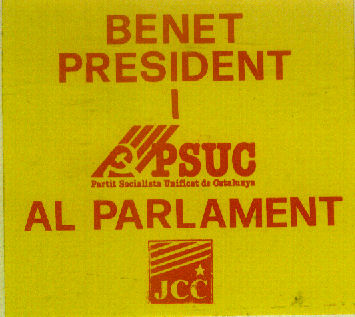 BENET
PRESIDENT
I
PSUC
Partit Socialista Unificat de Catalunya
AL PARLAMENT
JCC